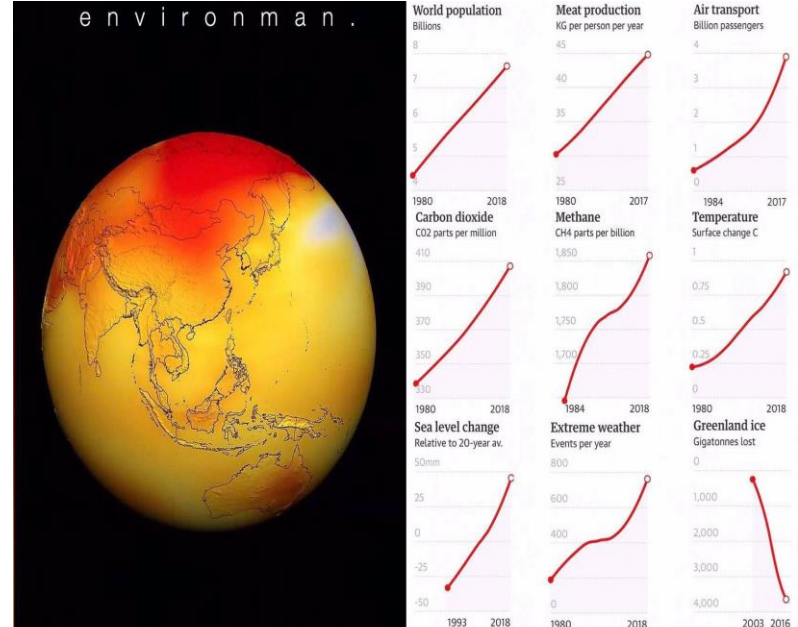 environman.
World population
Billions
8
7
6
5
4
1980 2018
Meat production
KG per person per year
45
40
35
30
25
1980 2017
Air transport
Billion passengers
4
3
2
1
0
1984 2017
Carbon dioxide
CO2 parts per million
410
390
370
350
330
1980 2018
Methane
CH4 parts per billion
1,850
1,800
1,750
1,700
1984 2018
Temperature
Surface change C
1
0.75
0.5
0.25
0
1980 2018
Sea level change
Relative to 20-year av.
50mm
25
0
-25
-50
1993 2018
Extreme weather
Events per year
800
600
400
0
1980 2018
Greenland ice
Gigatonnes lost
0
1,000
2,000
3,000
4,000
2003 2016